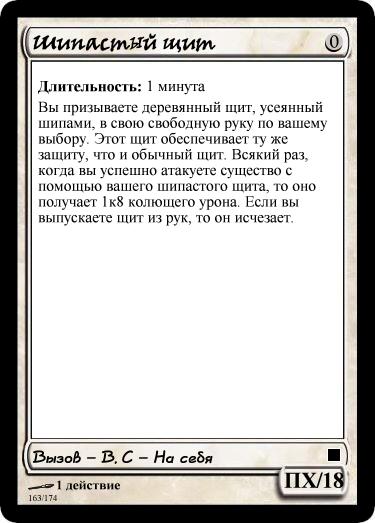 Шипастый щит 0
Длительность: 1 минута
Вы призываете деревянный щит, усеянный
шипами, в свою свободную руку по вашему
выбору. Этот щит обеспечивает ту же
защиту, что и обычный щит. Всякий раз,
когда вы успешно атакуете существо с
помощью вашего шипастого щита, то оно
получает 1к8 колющего урона. Если вы
выпускаете щит из рук, то он исчезает.
Вызов – В, С – На себя
ПХ/18
1 действие
163/174